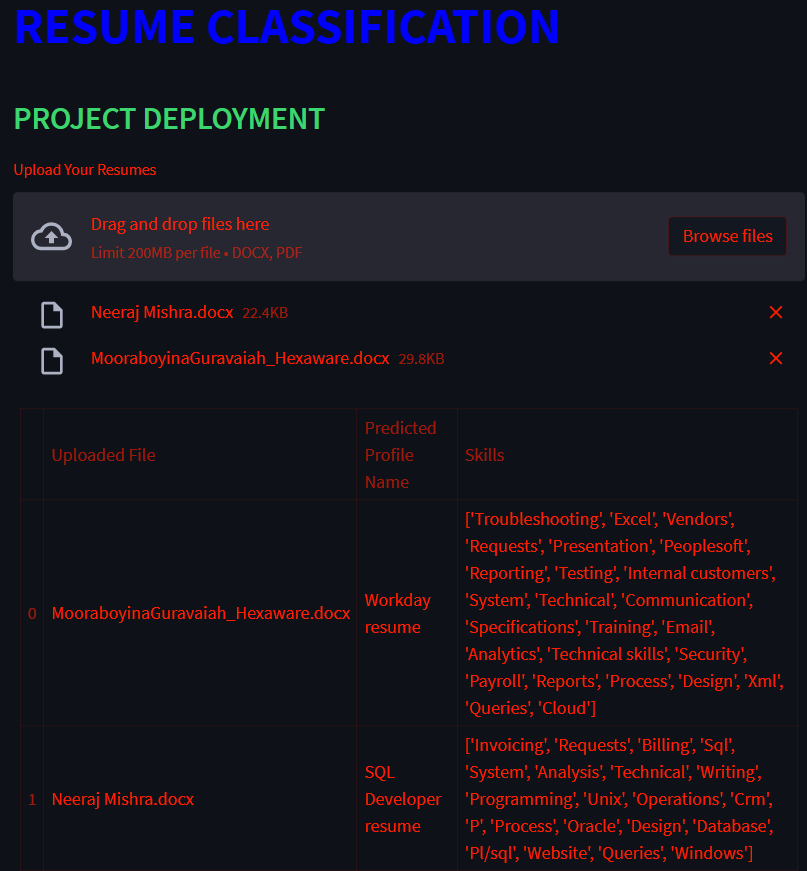 RESUME CLASSIFICATION
PROJECT DEPLOYMENT
Upload Your Resumes
Drag and drop files here
Limit 200MB per file • DOCX, PDF
Browse files
Neeraj Mishra.docx 22.4KB
MooraboyinaGuravaiah_Hexaware.docx 29.8KB
Uploaded File
Predicted
Profile
Name
Skills
0
MooraboyinaGuravaiah_Hexaware.docx
Workday
resume
['Troubleshooting', 'Excel', 'Vendors',
'Requests', 'Presentation', 'Peoplesoft',
'Reporting', 'Testing', 'Internal customers',
'System', 'Technical', 'Communication',
'Specifications', 'Training', 'Email',
'Analytics', 'Technical skills', 'Security',
'Payroll', 'Reports', 'Process', 'Design', 'Xml',
'Queries', 'Cloud']
1
Neeraj Mishra.docx
SQL
Developer
resume
['Invoicing', 'Requests', 'Billing', 'Sql',
'System', 'Analysis', 'Technical', 'Writing',
'Programming', 'Unix', 'Operations', 'Crm',
'P', 'Process', 'Oracle', 'Design', 'Database',
'Pl/sql', 'Website', 'Queries', 'Windows']